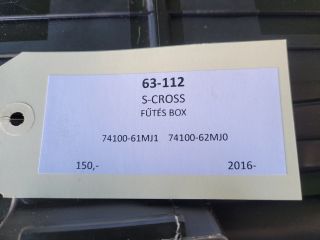 63-112
S-CROSS
FŰTÉS BOX
74100-61MJ1 74100-62MJ0
150,- 2016-